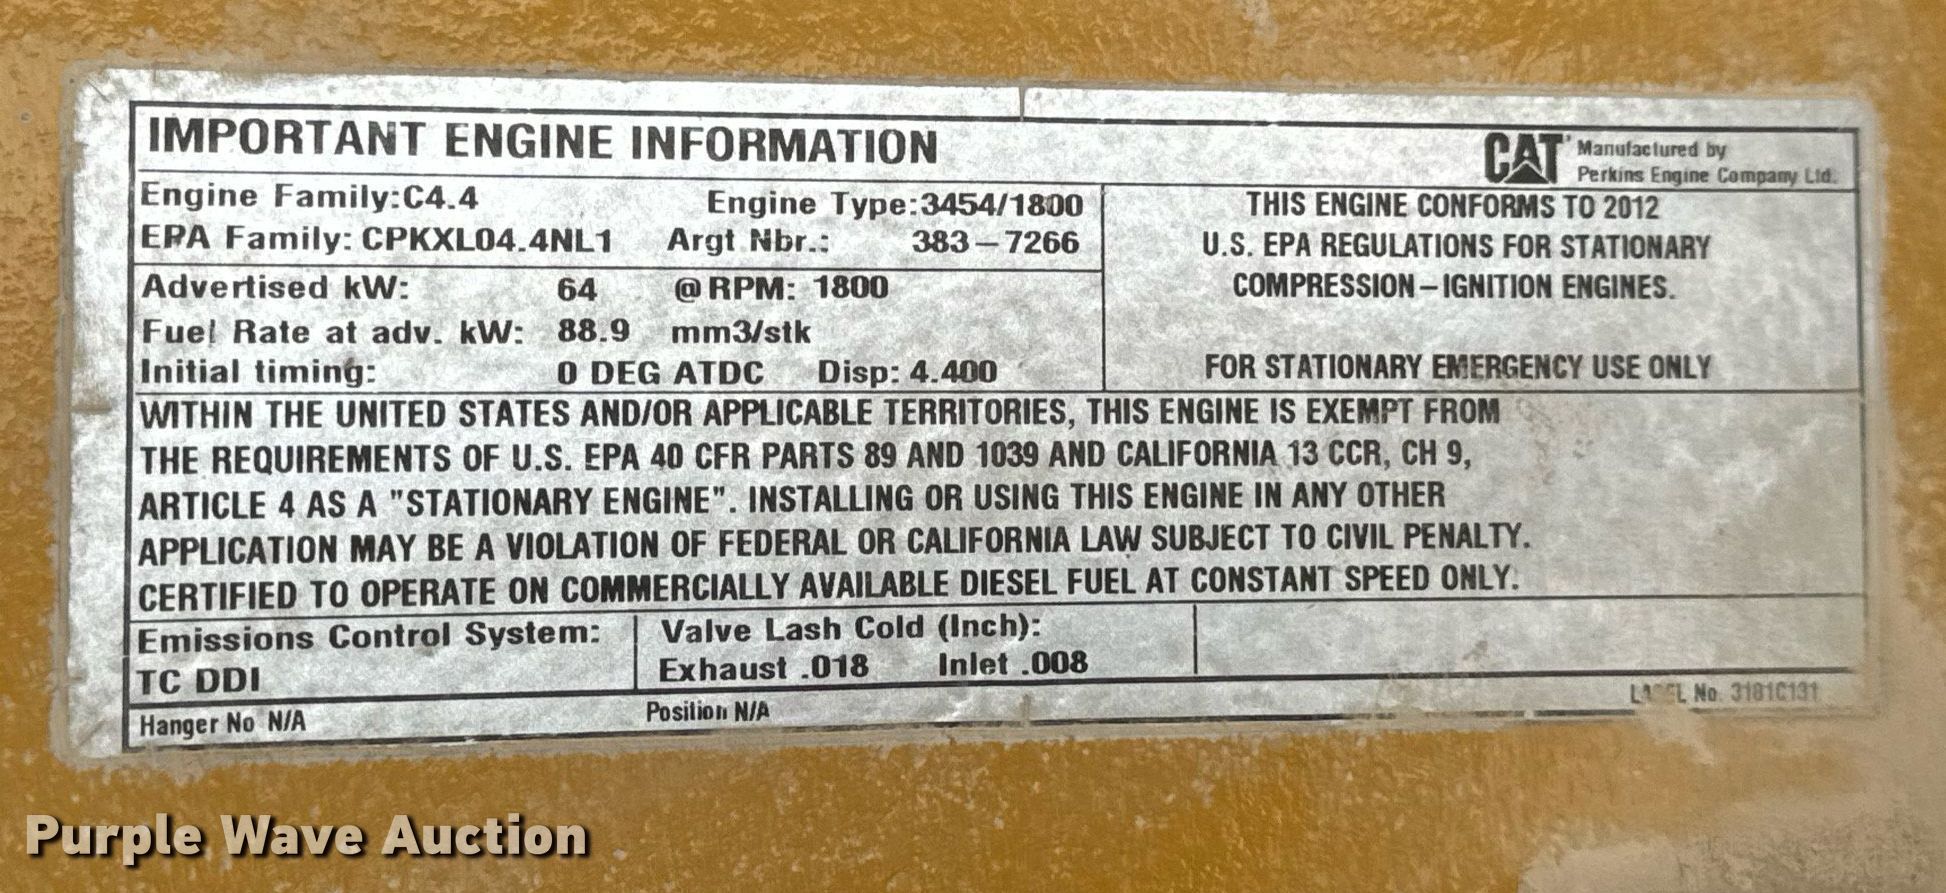 IMPORTANT ENGINE INFORMATION
CAT Manufactured by
Perkins Engine Company Ltd.
Engine Family:C4.4 Engine Type:3454/1800
EPA Family: CPKXL04.4NL1 Argt Nbr.: 383-7266
Advertised kW: 64 @RPM: 1800
Fuel Rate at adv. kW: 88.9 mm3/stk
Initial timing: 0 DEG ATDC Disp: 4.400
THIS ENGINE CONFORMS TO 2012
U.S. EPA REGULATIONS FOR STATIONARY
COMPRESSION-IGNITION ENGINES.
FOR STATIONARY EMERGENCY USE ONLY
WITHIN THE UNITED STATES AND/OR APPLICABLE TERRITORIES, THIS ENGINE IS EXEMPT FROM
THE REQUIREMENTS OF U.S. EPA 40 CFR PARTS 89 AND 1039 AND CALIFORNIA 13 CCR, CH 9,
ARTICLE 4 AS A "STATIONARY ENGINE". INSTALLING OR USING THIS ENGINE IN ANY OTHER
APPLICATION MAY BE A VIOLATION OF FEDERAL OR CALIFORNIA LAW SUBJECT TO CIVIL PENALTY.
CERTIFIED TO OPERATE ON COMMERCIALLY AVAILABLE DIESEL FUEL AT CONSTANT SPEED ONLY.
Emissions Control System:
TC DDI
Valve Lash Cold (Inch):
Exhaust .018 Inlet .008
Hanger No N/A Position N/A
LABEL No. 3181C131
Purple Wave Auction